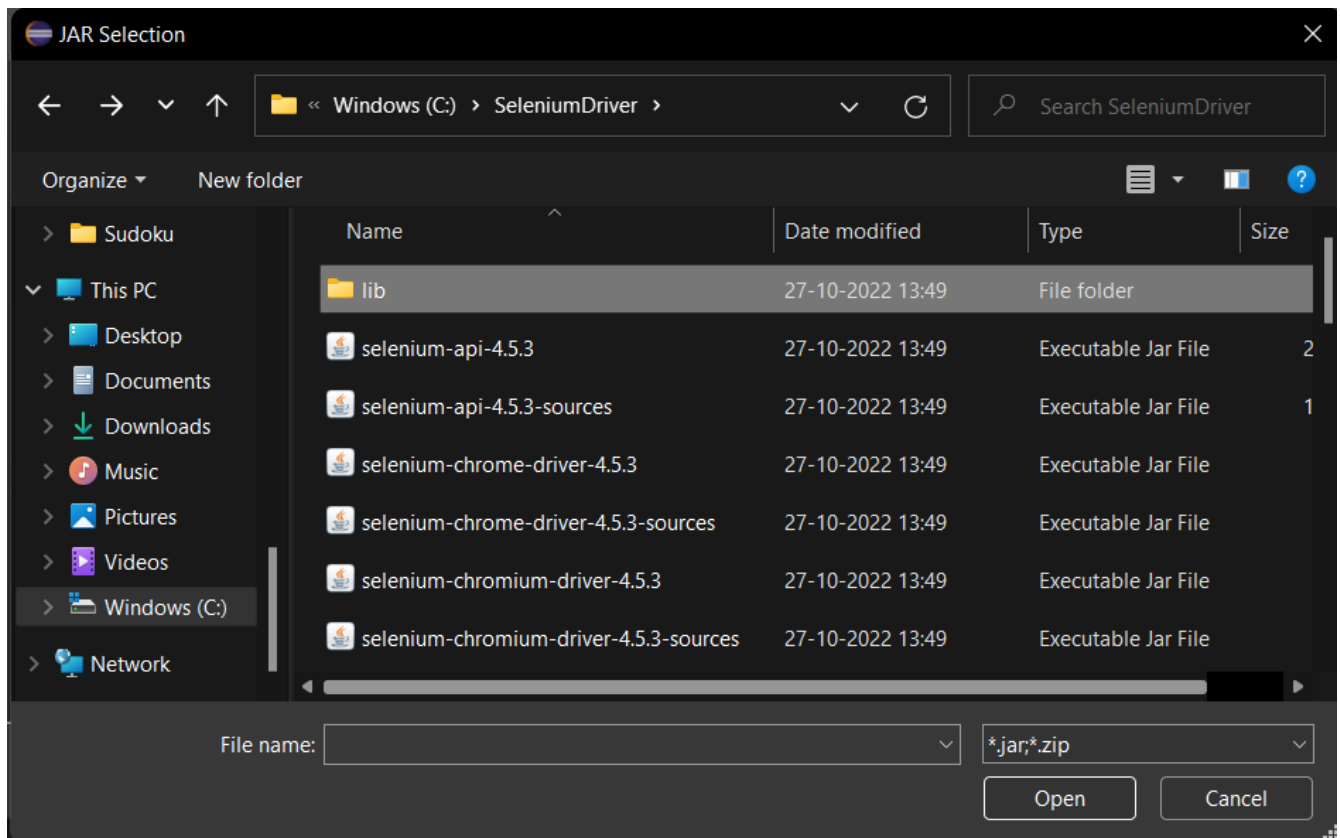 JAR Selection
« Windows (C:) › SeleniumDriver ›
Search SeleniumDriver
Organize
New folder
?
Name
Date modified
Type
Size
Sudoku
This PC
Desktop
Documents
Downloads
Music
Pictures
Videos
Windows (C:)
Network
lib 27-10-2022 13:49 File folder
selenium-api-4.5.3 27-10-2022 13:49 Executable Jar File 2
selenium-api-4.5.3-sources 27-10-2022 13:49 Executable Jar File 1
selenium-chrome-driver-4.5.3 27-10-2022 13:49 Executable Jar File
selenium-chrome-driver-4.5.3-sources 27-10-2022 13:49 Executable Jar File
selenium-chromium-driver-4.5.3 27-10-2022 13:49 Executable Jar File
selenium-chromium-driver-4.5.3-sources 27-10-2022 13:49 Executable Jar File
File name:
*.jar;*.zip
Open
Cancel